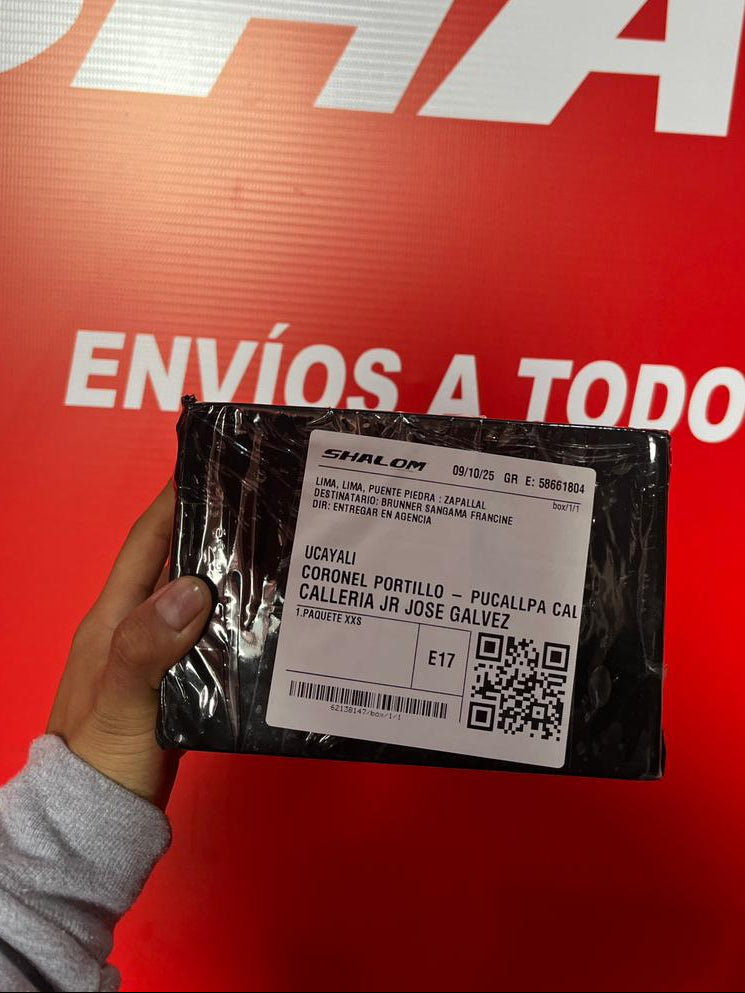 SHA
ENVÍOS A TODO
SHALOM 09/10/25 GR E: 58661804
box/1/1
LIMA, LIMA, PUENTE PIEDRA : ZAPALLAL
DESTINATARIO: BRUNNER SANGAMA FRANCINE
DIR: ENTREGAR EN AGENCIA
UCAYALI
CORONEL PORTILLO – PUCALLPA CAL
CALLERIA JR JOSE GALVEZ
1.PAQUETE XXS
E17
62138147/box/1/1